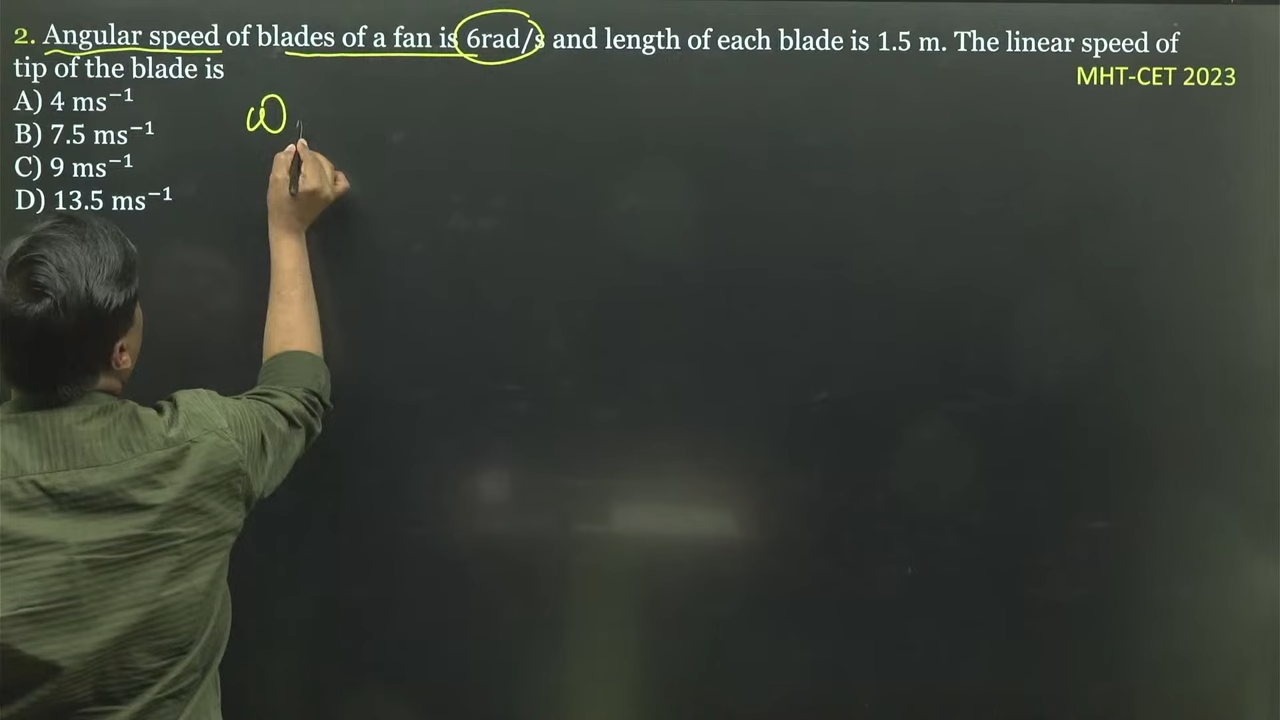 2. Angular speed of blades of a fan is 6rad/s and length of each blade is 1.5 m. The linear speed of
tip of the blade is
MHT-CET 2023
A) 4 ms⁻¹
B) 7.5 ms⁻¹
C) 9 ms⁻¹
D) 13.5 ms⁻¹
ω